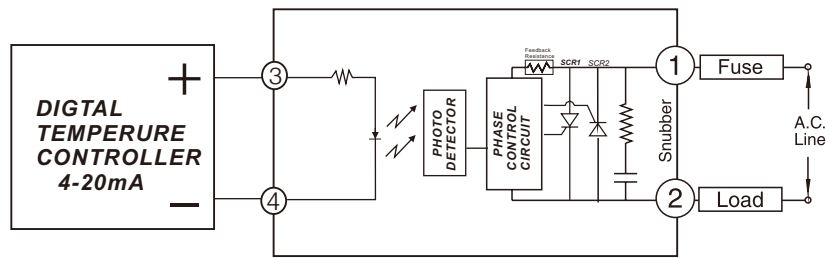 +
DIGTAL
TEMPERURE
CONTROLLER
4-20mA
—
3
4
PHOTO
DETECTOR
PHASE
CONTROL
CIRCUIT
Feedback
Resistance
SCR1 SCR2
Snubber
1
2
Fuse
Load
A.C.
Line